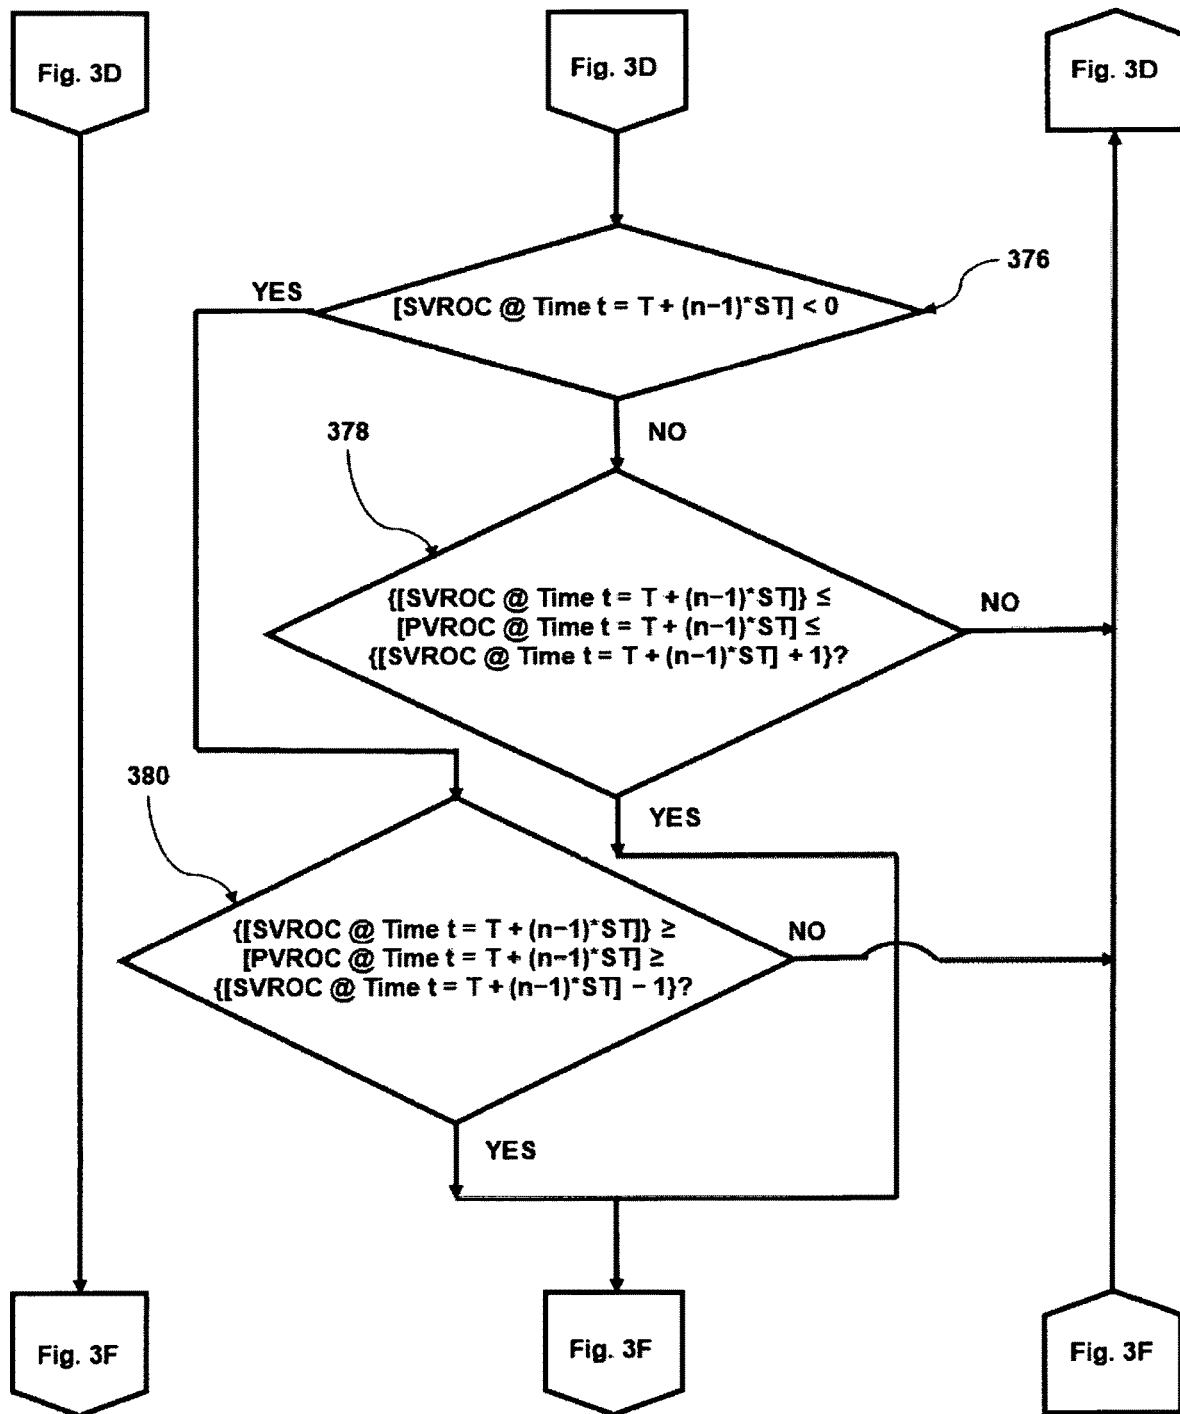 Fig. 3D
Fig. 3D
Fig. 3D
376
YES
[SVROC @ Time t = T + (n−1)*ST] < 0
378
NO
{[SVROC @ Time t = T + (n−1)*ST]} ≤
[PVROC @ Time t = T + (n−1)*ST] ≤
{[SVROC @ Time t = T + (n−1)*ST] + 1}?
NO
380
YES
{[SVROC @ Time t = T + (n−1)*ST]} ≥
[PVROC @ Time t = T + (n−1)*ST] ≥
{[SVROC @ Time t = T + (n−1)*ST] − 1}?
NO
YES
Fig. 3F
Fig. 3F
Fig. 3F